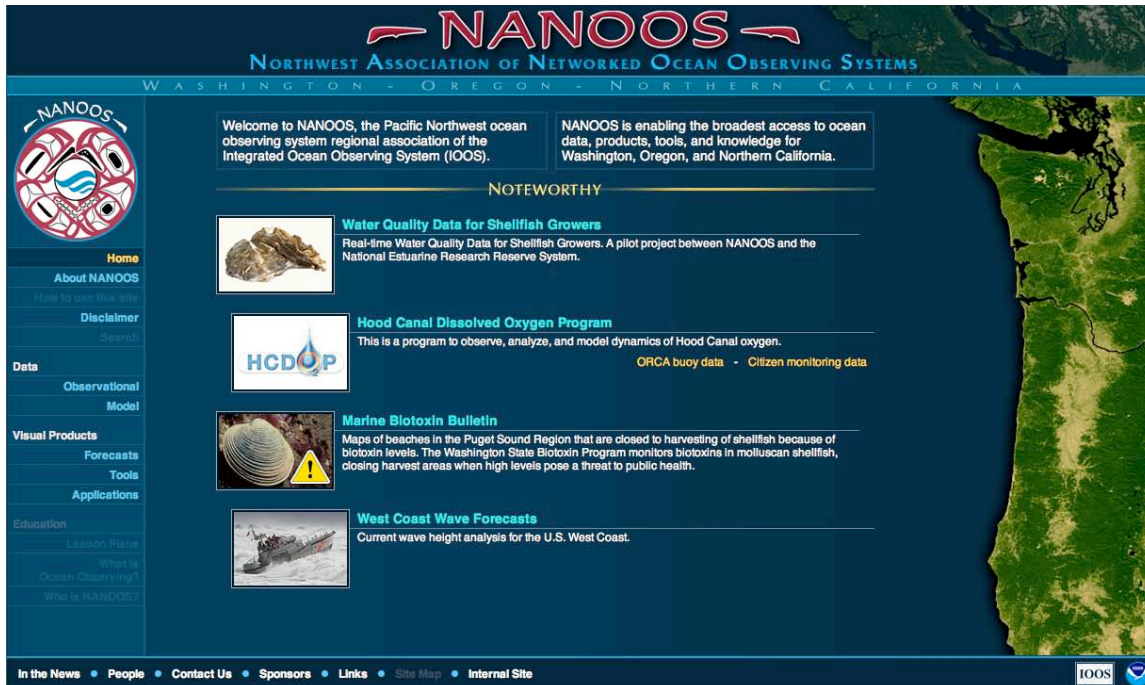 NANOOS
NORTHWEST ASSOCIATION OF NETWORKED OCEAN OBSERVING SYSTEMS
WASHINGTON - OREGON - NORTHERN CALIFORNIA
NANOOS
Home
About NANOOS
How to use this site
Disclaimer
Search
Data
Observational
Model
Visual Products
Forecasts
Tools
Applications
Education
Lesson Plans
What is
Ocean Observing?
Who is NANOOS?
Welcome to NANOOS, the Pacific Northwest ocean
observing system regional association of the
Integrated Ocean Observing System (IOOS).
NANOOS is enabling the broadest access to ocean
data, products, tools, and knowledge for
Washington, Oregon, and Northern California.
NOTEWORTHY
Water Quality Data for Shellfish Growers
Real-time Water Quality Data for Shellfish Growers. A pilot project between NANOOS and the
National Estuarine Research Reserve System.
HCDO2P
Hood Canal Dissolved Oxygen Program
This is a program to observe, analyze, and model dynamics of Hood Canal oxygen.
ORCA buoy data - Citizen monitoring data
Marine Biotoxin Bulletin
Maps of beaches in the Puget Sound Region that are closed to harvesting of shellfish because of
biotoxin levels. The Washington State Biotoxin Program monitors biotoxins in molluscan shellfish,
closing harvest areas when high levels pose a threat to public health.
West Coast Wave Forecasts
Current wave height analysis for the U.S. West Coast.
In the News • People • Contact Us • Sponsors • Links • Site Map • Internal Site
IOOS